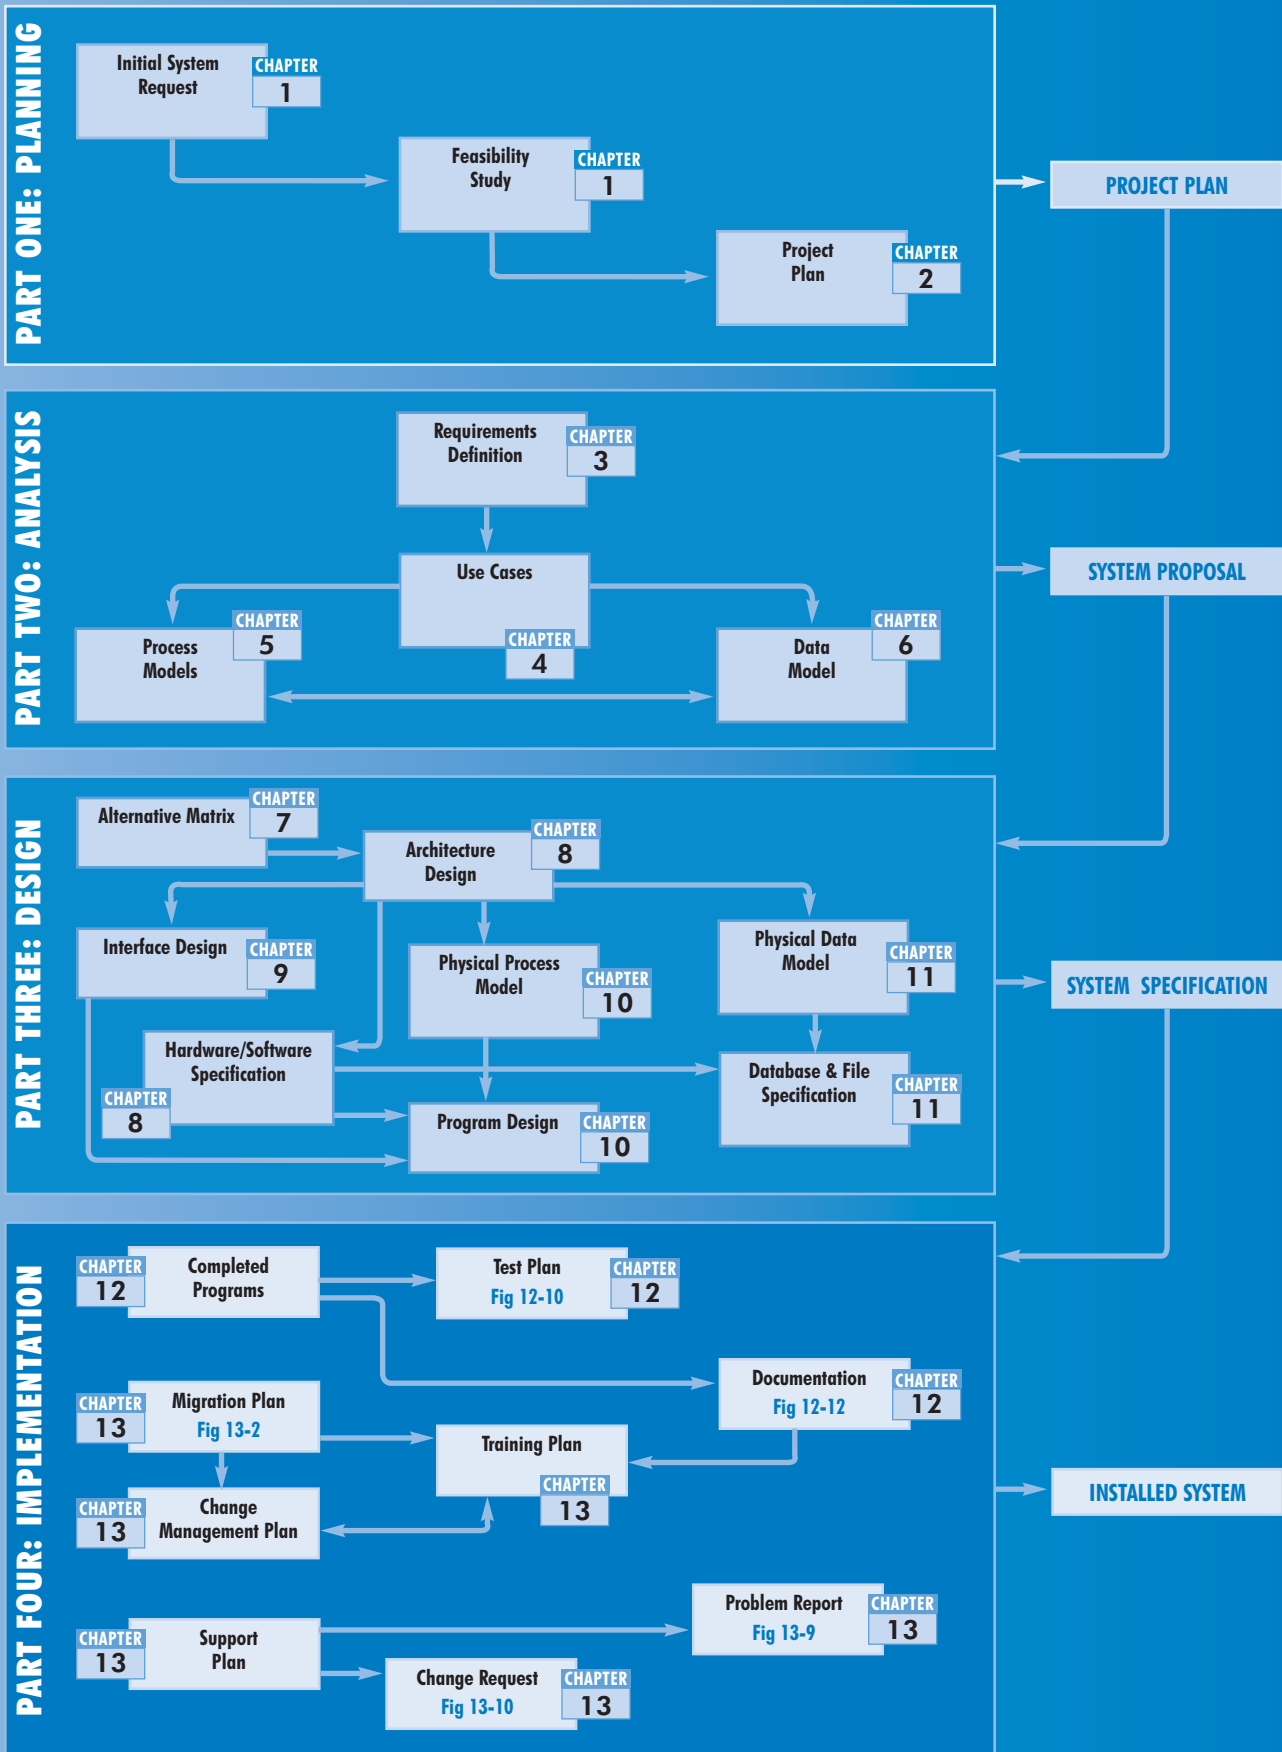 PART ONE: PLANNING
Initial System
Request
CHAPTER
1
Feasibility
Study
CHAPTER
1
Project
Plan
CHAPTER
2
PROJECT PLAN
PART TWO: ANALYSIS
Requirements
Definition
CHAPTER
3
Use Cases
CHAPTER
4
Process
Models
CHAPTER
5
Data
Model
CHAPTER
6
SYSTEM PROPOSAL
PART THREE: DESIGN
Alternative Matrix
CHAPTER
7
Architecture
Design
CHAPTER
8
Interface Design
CHAPTER
9
Physical Process
Model
CHAPTER
10
Physical Data
Model
CHAPTER
11
Hardware/Software
Specification
CHAPTER
8
Program Design
CHAPTER
10
Database & File
Specification
CHAPTER
11
SYSTEM SPECIFICATION
PART FOUR: IMPLEMENTATION
CHAPTER
12
Completed
Programs
Test Plan
Fig 12-10
CHAPTER
12
Documentation
Fig 12-12
CHAPTER
12
CHAPTER
13
Migration Plan
Fig 13-2
Training Plan
CHAPTER
13
CHAPTER
13
Change
Management Plan
CHAPTER
13
Support
Plan
Problem Report
Fig 13-9
CHAPTER
13
Change Request
Fig 13-10
CHAPTER
13
INSTALLED SYSTEM